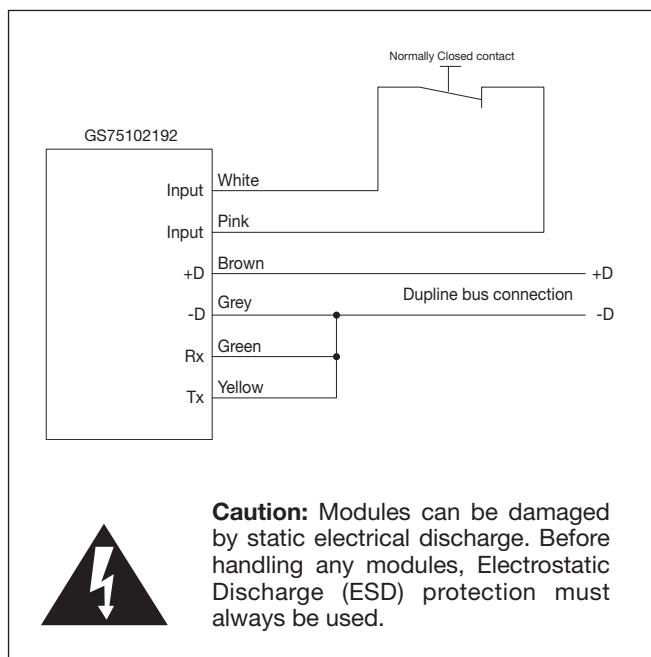 Normally Closed contact
GS75102192
Input White
Input Pink
+D Brown +D
Dupline bus connection
-D Grey -D
Rx Green
Tx Yellow
Caution: Modules can be damaged
by static electrical discharge. Before
handling any modules, Electrostatic
Discharge (ESD) protection must
always be used.